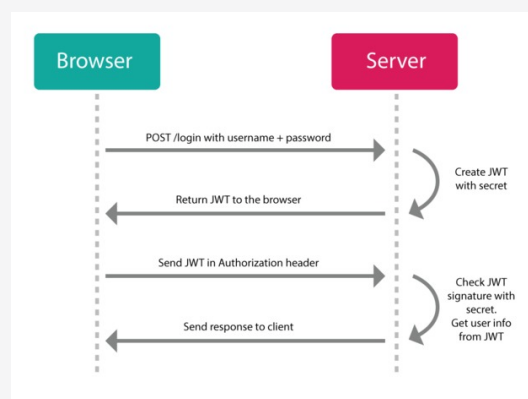 Browser
Server
POST /login with username + password
Create JWT
with secret
Return JWT to the browser
Send JWT in Authorization header
Check JWT
signature with
secret.
Get user info
from JWT
Send response to client